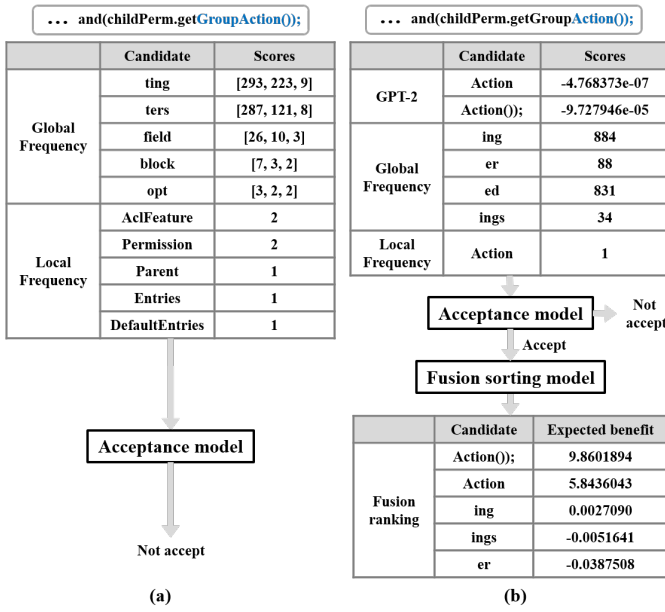 ... and(childPerm.getGroupAction());
Candidate Scores
Global Frequency
ting [293, 223, 9]
ters [287, 121, 8]
field [26, 10, 3]
block [7, 3, 2]
opt [3, 2, 2]
Local Frequency
AclFeature 2
Permission 2
Parent 1
Entries 1
DefaultEntries 1
Acceptance model
Not accept
(a)
... and(childPerm.getGroupAction());
Candidate Scores
GPT-2
Action -4.768373e-07
Action()); -9.727946e-05
Global Frequency
ing 884
er 88
ed 831
ings 34
Local Frequency
Action 1
Acceptance model
Not accept
Accept
Fusion sorting model
Candidate Expected benefit
Fusion ranking
Action()); 9.8601894
Action 5.8436043
ing 0.0027090
ings -0.0051641
er -0.0387508
(b)